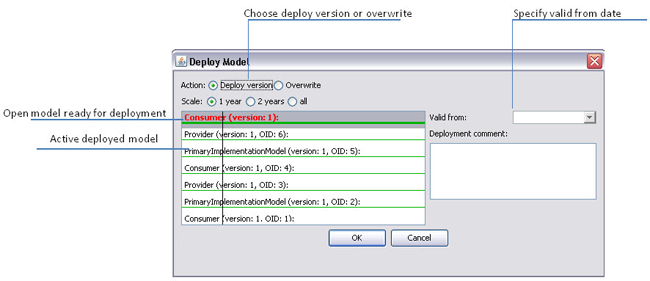 Choose deploy version or overwrite
Specify valid from date
Deploy Model
Action: Deploy version Overwrite
Scale: 1 year 2 years all
Open model ready for deployment
Consumer (version: 1):
Valid from:
Provider (version: 1, OID: 6):
Deployment comment:
Active deployed model
PrimaryImplementationModel (version: 1, OID: 5):
Consumer (version: 1, OID: 4):
Provider (version: 1, OID: 3):
PrimaryImplementationModel (version: 1, OID: 2):
Consumer (version: 1, OID: 1):
OK Cancel